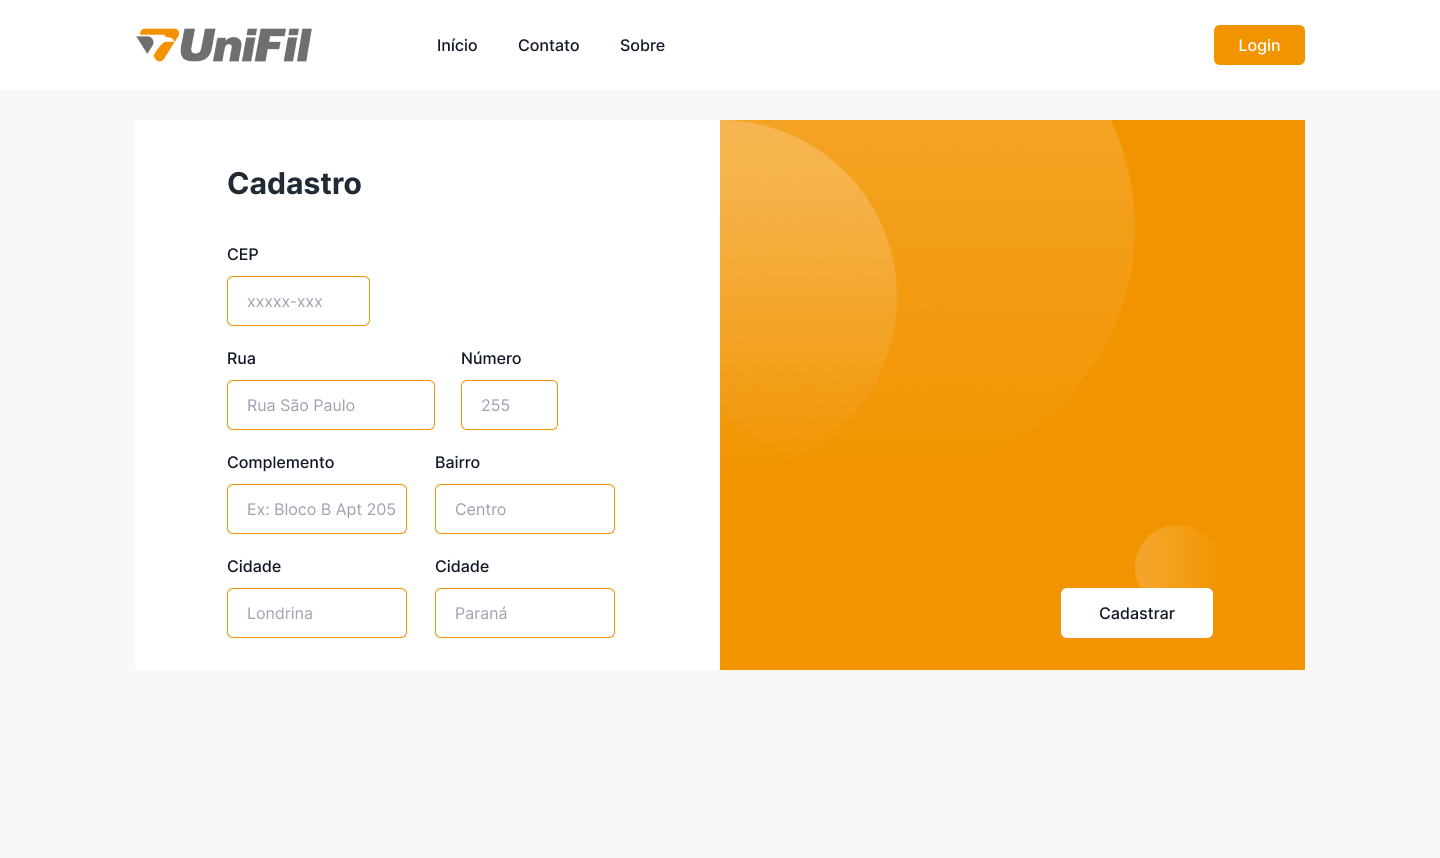 UniFil
Início Contato Sobre
Login
Cadastro
CEP
xxxxx-xxx
Rua Número
Rua São Paulo 255
Complemento Bairro
Ex: Bloco B Apt 205 Centro
Cidade Cidade
Londrina Paraná
Cadastrar